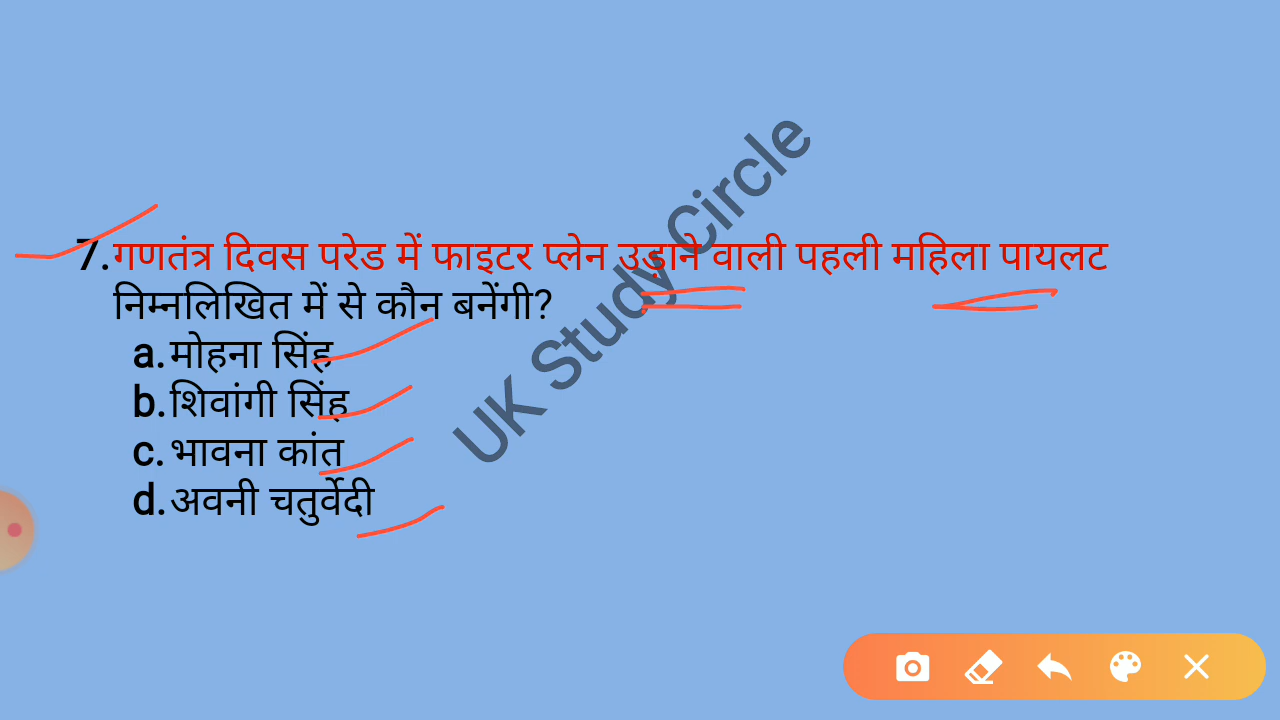 7. गणतंत्र दिवस परेड में फाइटर प्लेन उड़ाने वाली पहली महिला पायलट
निम्नलिखित में से कौन बनेंगी?
a. मोहना सिंह
b. शिवांगी सिंह
c. भावना कांत
d. अवनी चतुर्वेदी
UK Study Circle